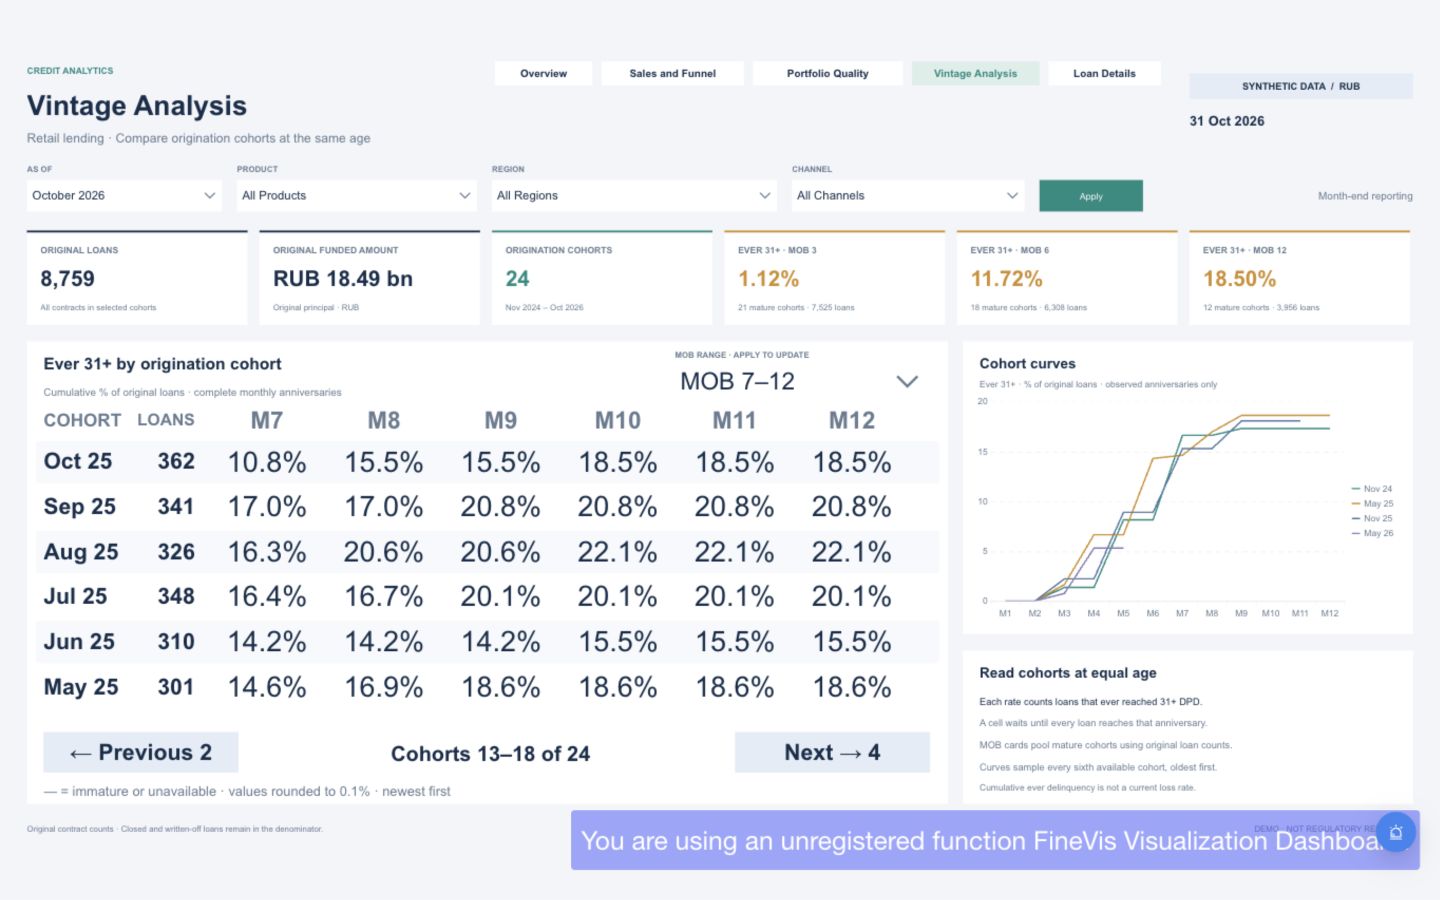 CREDIT ANALYTICS
Overview
Sales and Funnel
Portfolio Quality
Vintage Analysis
Loan Details
SYNTHETIC DATA / RUB
Vintage Analysis
31 Oct 2026
Retail lending · Compare origination cohorts at the same age
AS OF
PRODUCT
REGION
CHANNEL
October 2026
All Products
All Regions
All Channels
Apply
Month-end reporting
ORIGINAL LOANS
8,759
All contracts in selected cohorts
ORIGINAL FUNDED AMOUNT
RUB 18.49 bn
Original principal · RUB
ORIGINATION COHORTS
24
Nov 2024 – Oct 2026
EVER 31+ · MOB 3
1.12%
21 mature cohorts · 7,525 loans
EVER 31+ · MOB 6
11.72%
18 mature cohorts · 6,308 loans
EVER 31+ · MOB 12
18.50%
12 mature cohorts · 3,956 loans
Ever 31+ by origination cohort
Cumulative % of original loans · complete monthly anniversaries
MOB RANGE · APPLY TO UPDATE
MOB 7–12
COHORT LOANS M7 M8 M9 M10 M11 M12
Oct 25 362 10.8% 15.5% 15.5% 18.5% 18.5% 18.5%
Sep 25 341 17.0% 17.0% 20.8% 20.8% 20.8% 20.8%
Aug 25 326 16.3% 20.6% 20.6% 22.1% 22.1% 22.1%
Jul 25 348 16.4% 16.7% 20.1% 20.1% 20.1% 20.1%
Jun 25 310 14.2% 14.2% 14.2% 15.5% 15.5% 15.5%
May 25 301 14.6% 16.9% 18.6% 18.6% 18.6% 18.6%
← Previous 2
Cohorts 13–18 of 24
Next → 4
— = immature or unavailable · values rounded to 0.1% · newest first
Cohort curves
Ever 31+ · % of original loans · observed anniversaries only
20
15
10
5
0
M1 M2 M3 M4 M5 M6 M7 M8 M9 M10 M11 M12
Nov 24
May 25
Nov 25
May 26
Read cohorts at equal age
Each rate counts loans that ever reached 31+ DPD.
A cell waits until every loan reaches that anniversary.
MOB cards pool mature cohorts using original loan counts.
Curves sample every sixth available cohort, oldest first.
Cumulative ever delinquency is not a current loss rate.
Original contract counts · Closed and written-off loans remain in the denominator.
DEMO · NOT REGULATORY
You are using an unregistered function FineVis Visualization